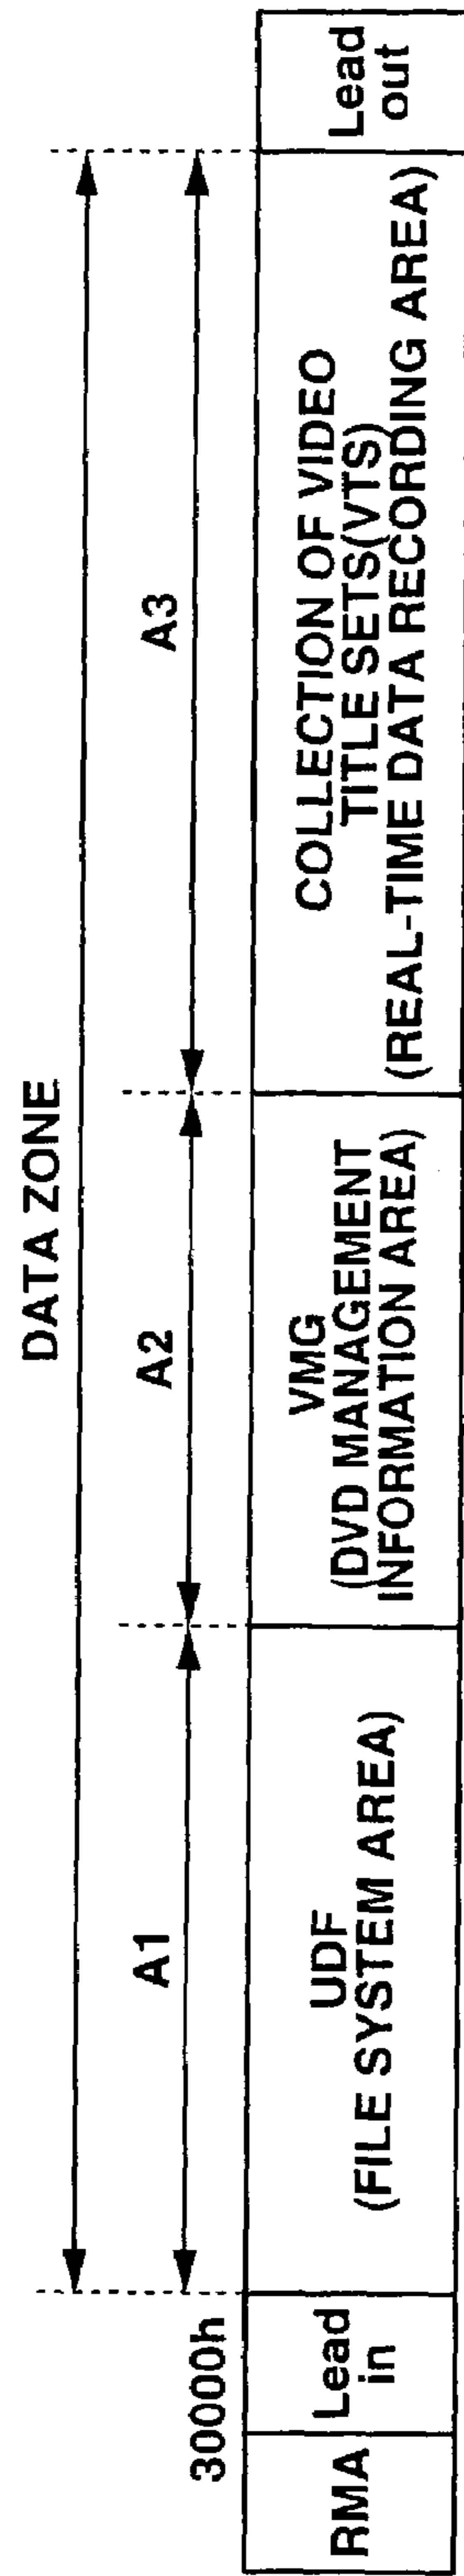 DATA ZONE
A1
A2
A3
30000h
RMA
Lead
in
UDF
(FILE SYSTEM AREA)
VMG
(DVD MANAGEMENT
INFORMATION AREA)
COLLECTION OF VIDEO
TITLE SETS(VTS)
(REAL-TIME DATA RECORDING AREA)
Lead
out